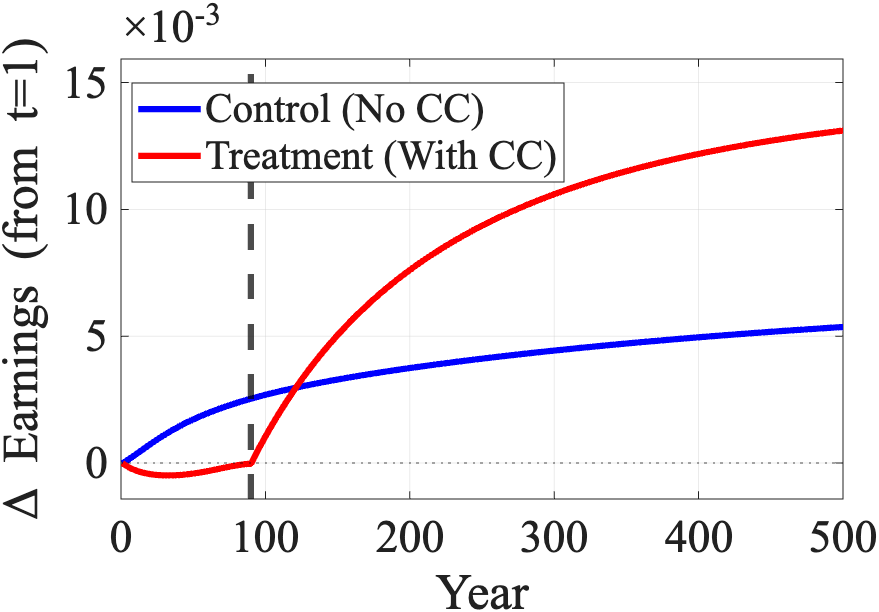 ×10⁻³
Δ Earnings (from t=1)
15
10
5
0
Control (No CC)
Treatment (With CC)
0 100 200 300 400 500
Year